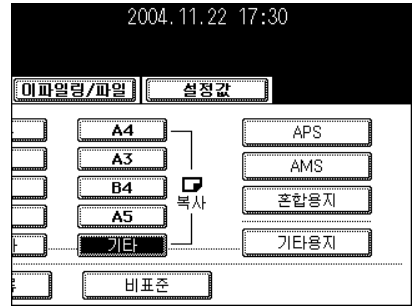 2004.11.22 17:30
이파일링/파일 설정값
A4 APS
A3 AMS
B4 복사 혼합용지
A5
기타 기타용지
비표준